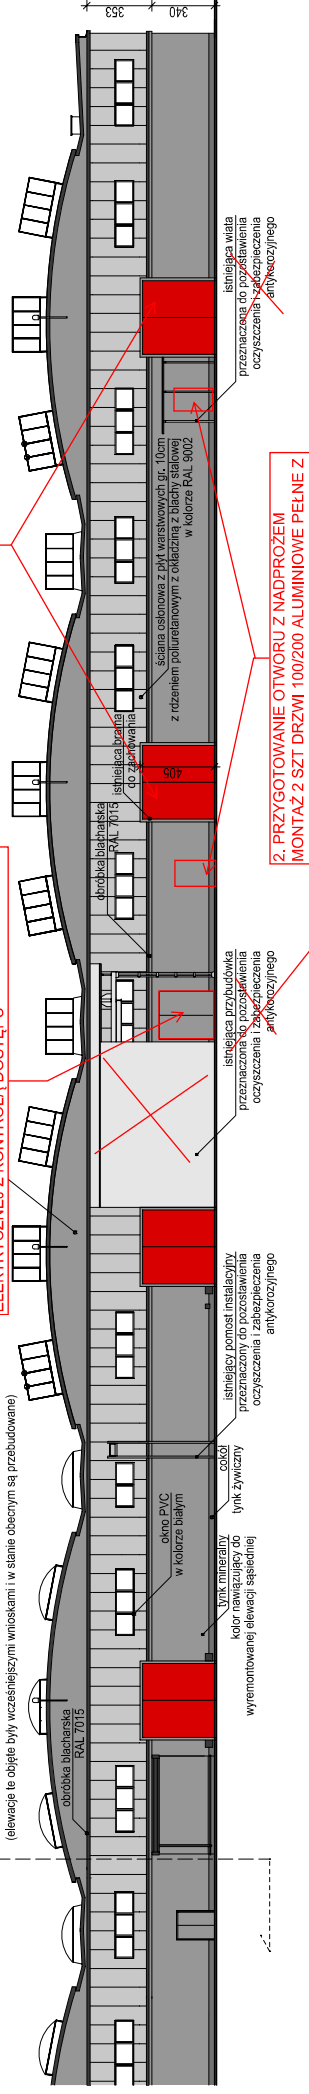 (elewacje te objęte były wcześniejszymi wnioskami i w stanie obecnym są przebudowane)
ELEKTRYCZNEJ Z KONTROLĄ DOSTĘPU
353
340
obróbka blacharska
RAL 7015
okno PVC
w kolorze białym
obróbka blacharska
RAL 7015
istniejąca brama
do zachowania
405
ściana osłonowa z płyt warstwowych gr. 10cm
z rdzeniem poliuretanowym z okładziną z blachy stalowej
w kolorze RAL 9002
tynk mineralny
kolor nawiązujący do
wyremontowanej elewacji sąsiedniej
cokół
tynk żywiczny
istniejący pomost instalacyjny
przeznaczony do pozostawienia
oczyszczenia i zabezpieczenia
antykorozyjnego
istniejąca przybudówka
przeznaczona do pozostawienia
oczyszczenia i zabezpieczenia
antykorozyjnego
istniejąca wiata
przeznaczona do pozostawienia
oczyszczenia i zabezpieczenia
antykorozyjnego
2. PRZYGOTOWANIE OTWORU Z NADPROŻEM
MONTAŻ 2 SZT DRZWI 100/200 ALUMINIOWE PEŁNE Z